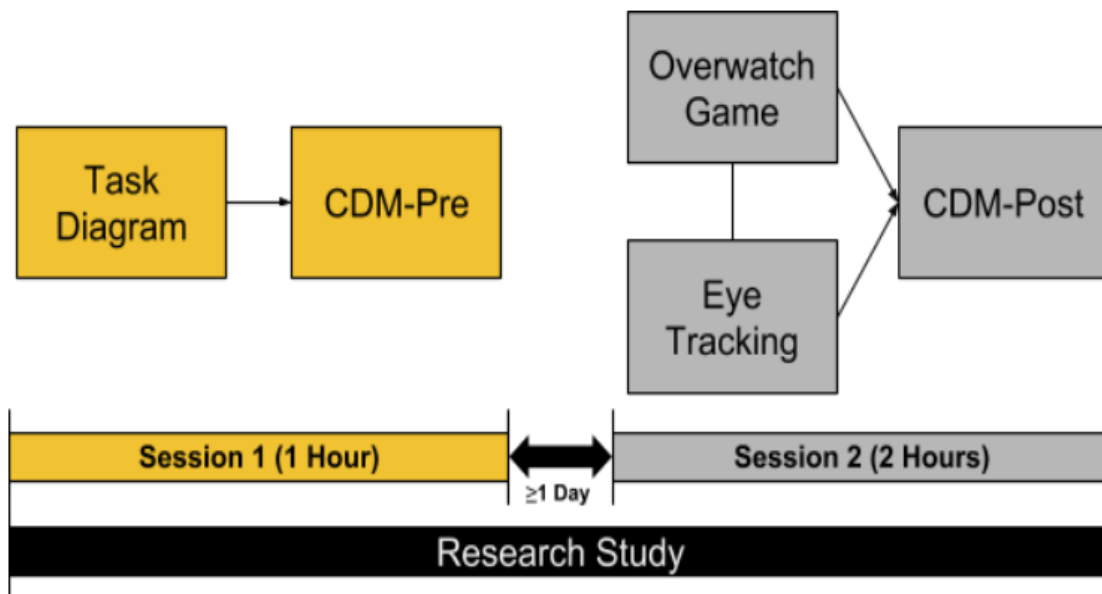 Task
Diagram
CDM-Pre
Overwatch
Game
Eye
Tracking
CDM-Post
Session 1 (1 Hour)
≥1 Day
Session 2 (2 Hours)
Research Study